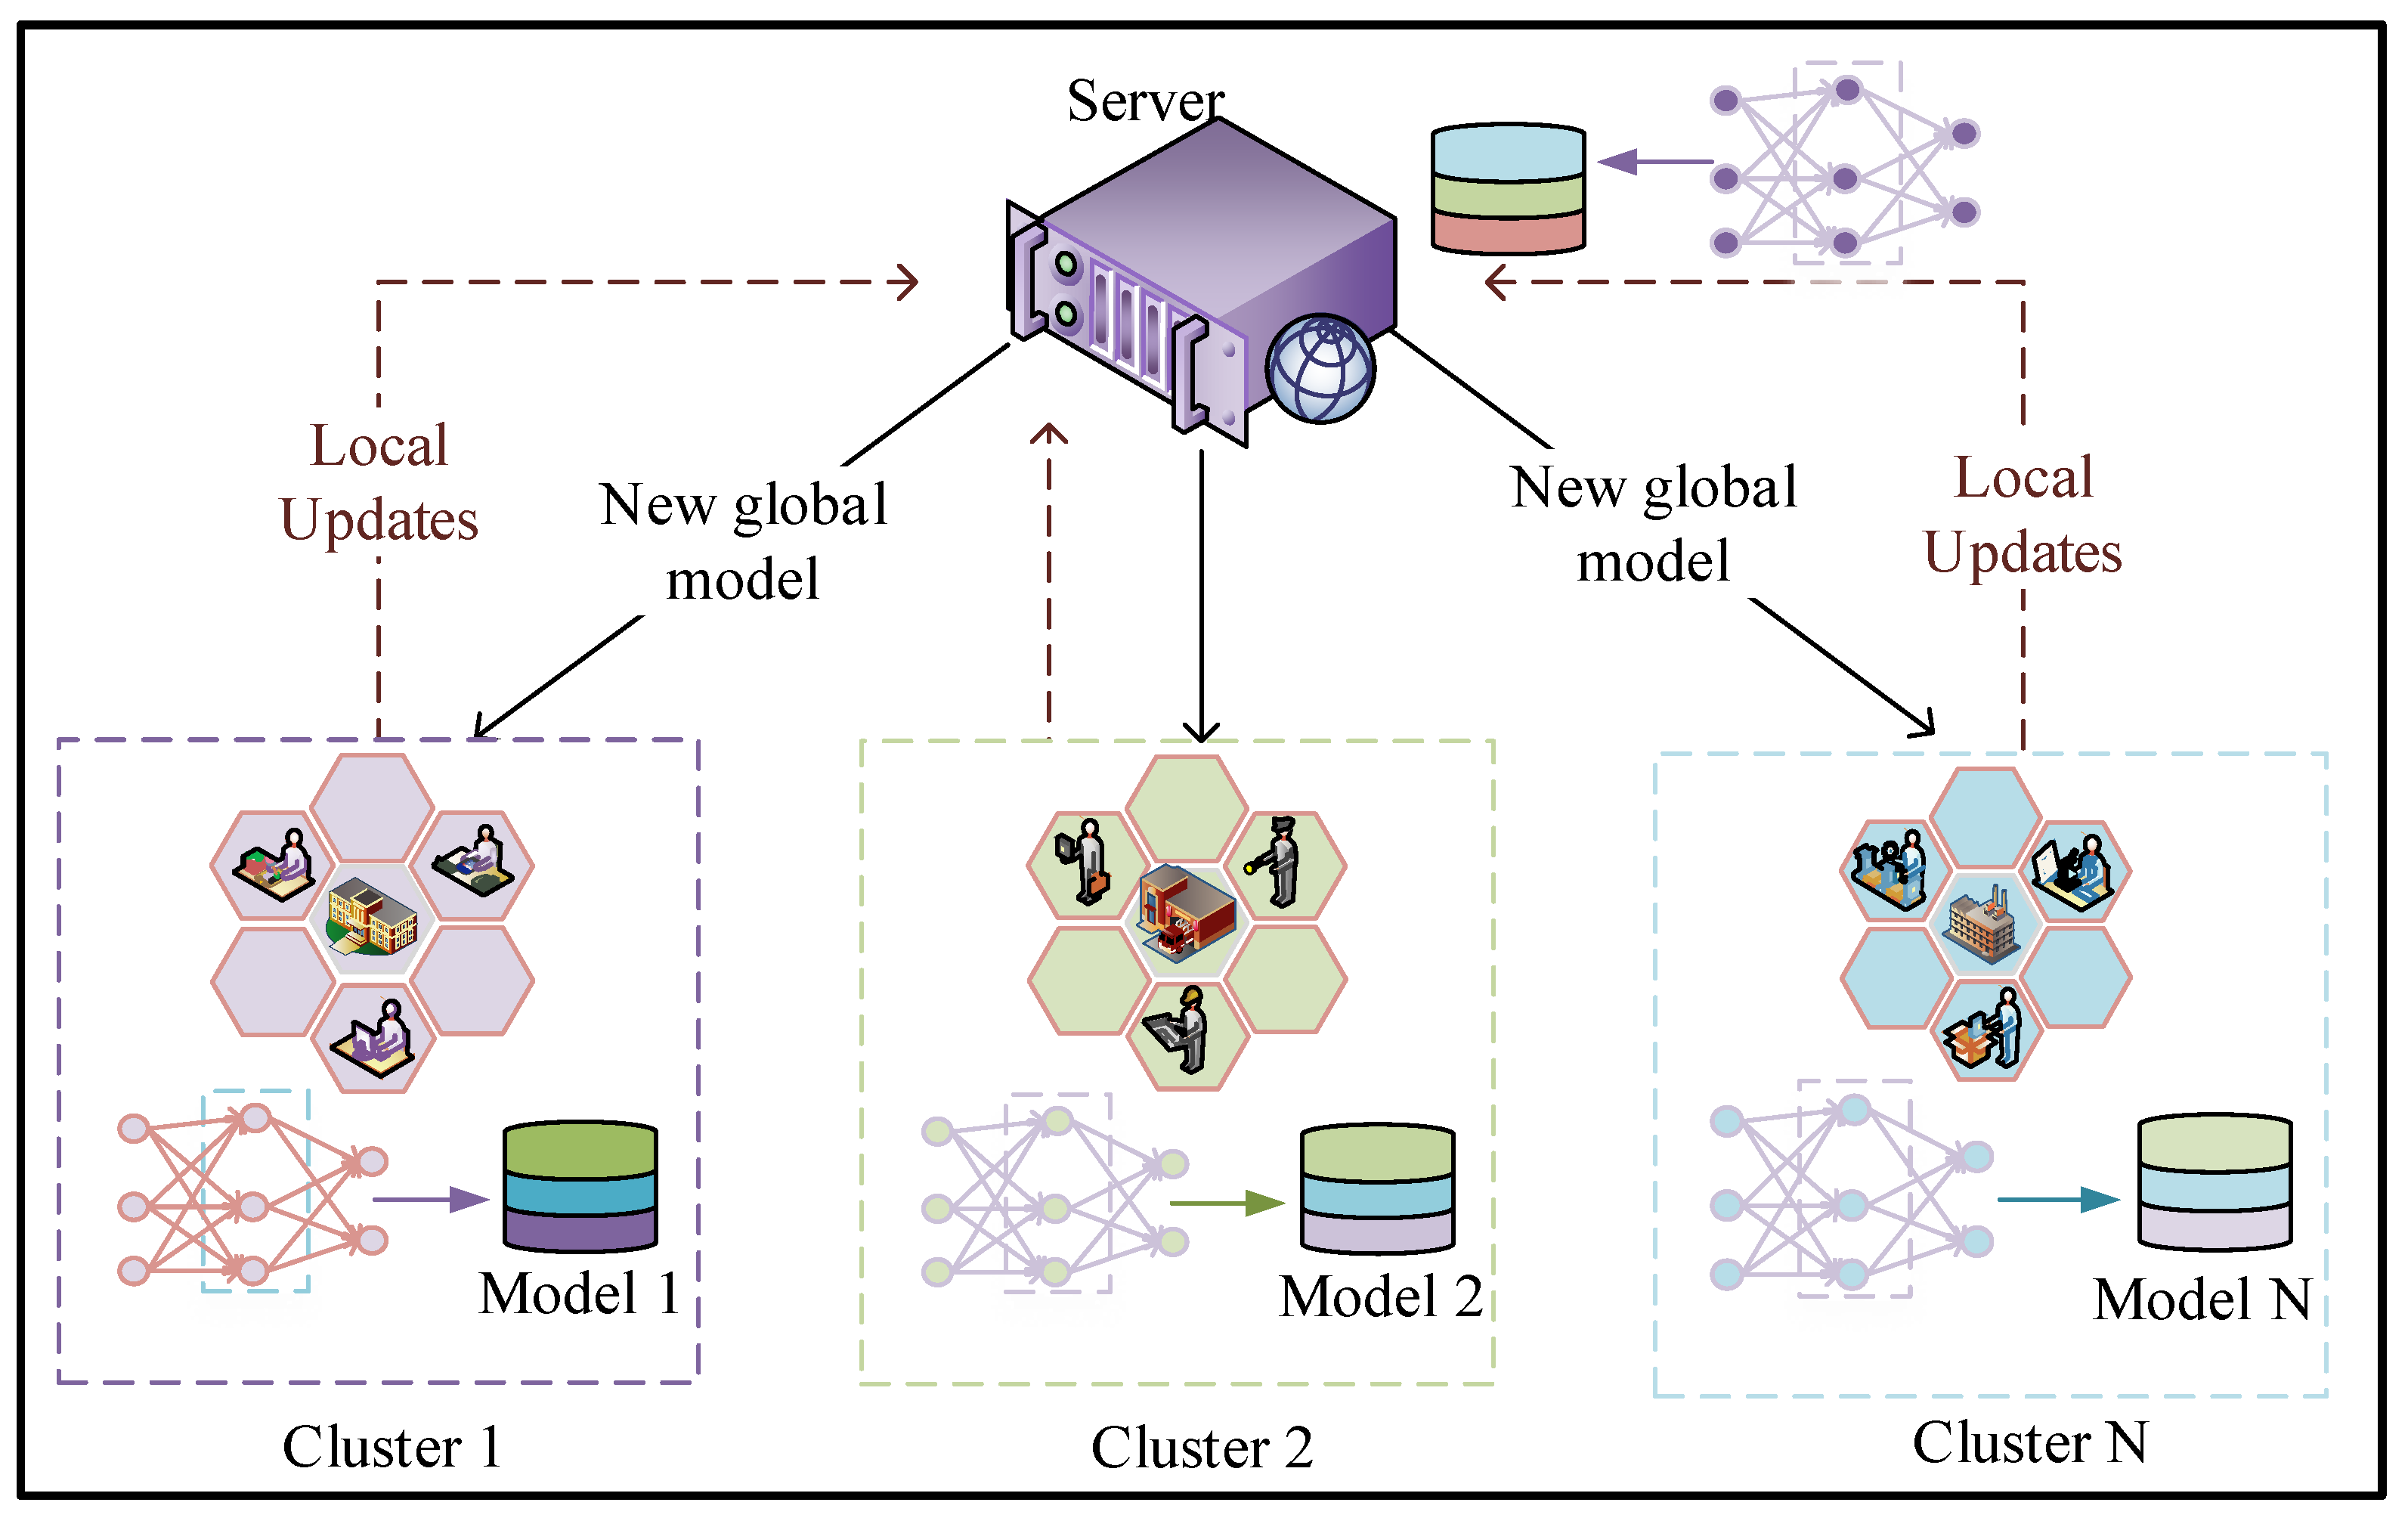 Server
Local
Updates
New global
model
New global
model
Local
Updates
Model 1
Model 2
Model N
Cluster 1
Cluster 2
Cluster N